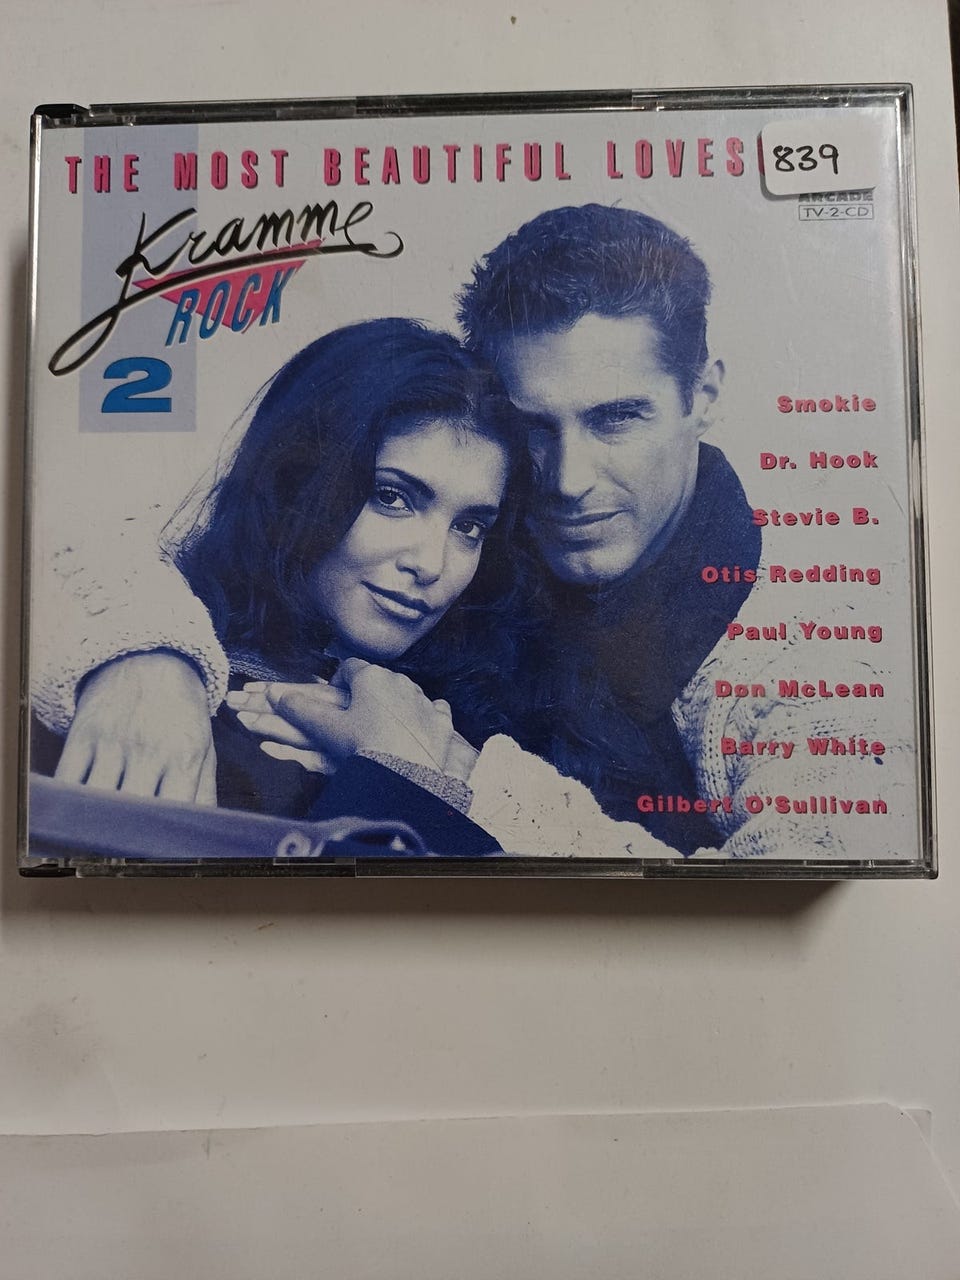 THE MOST BEAUTIFUL LOVES
839
ARCADE
TV-2-CD
Kramme
ROCK
2
Smokie
Dr. Hook
Stevie B.
Otis Redding
Paul Young
Don McLean
Barry White
Gilbert O'Sullivan